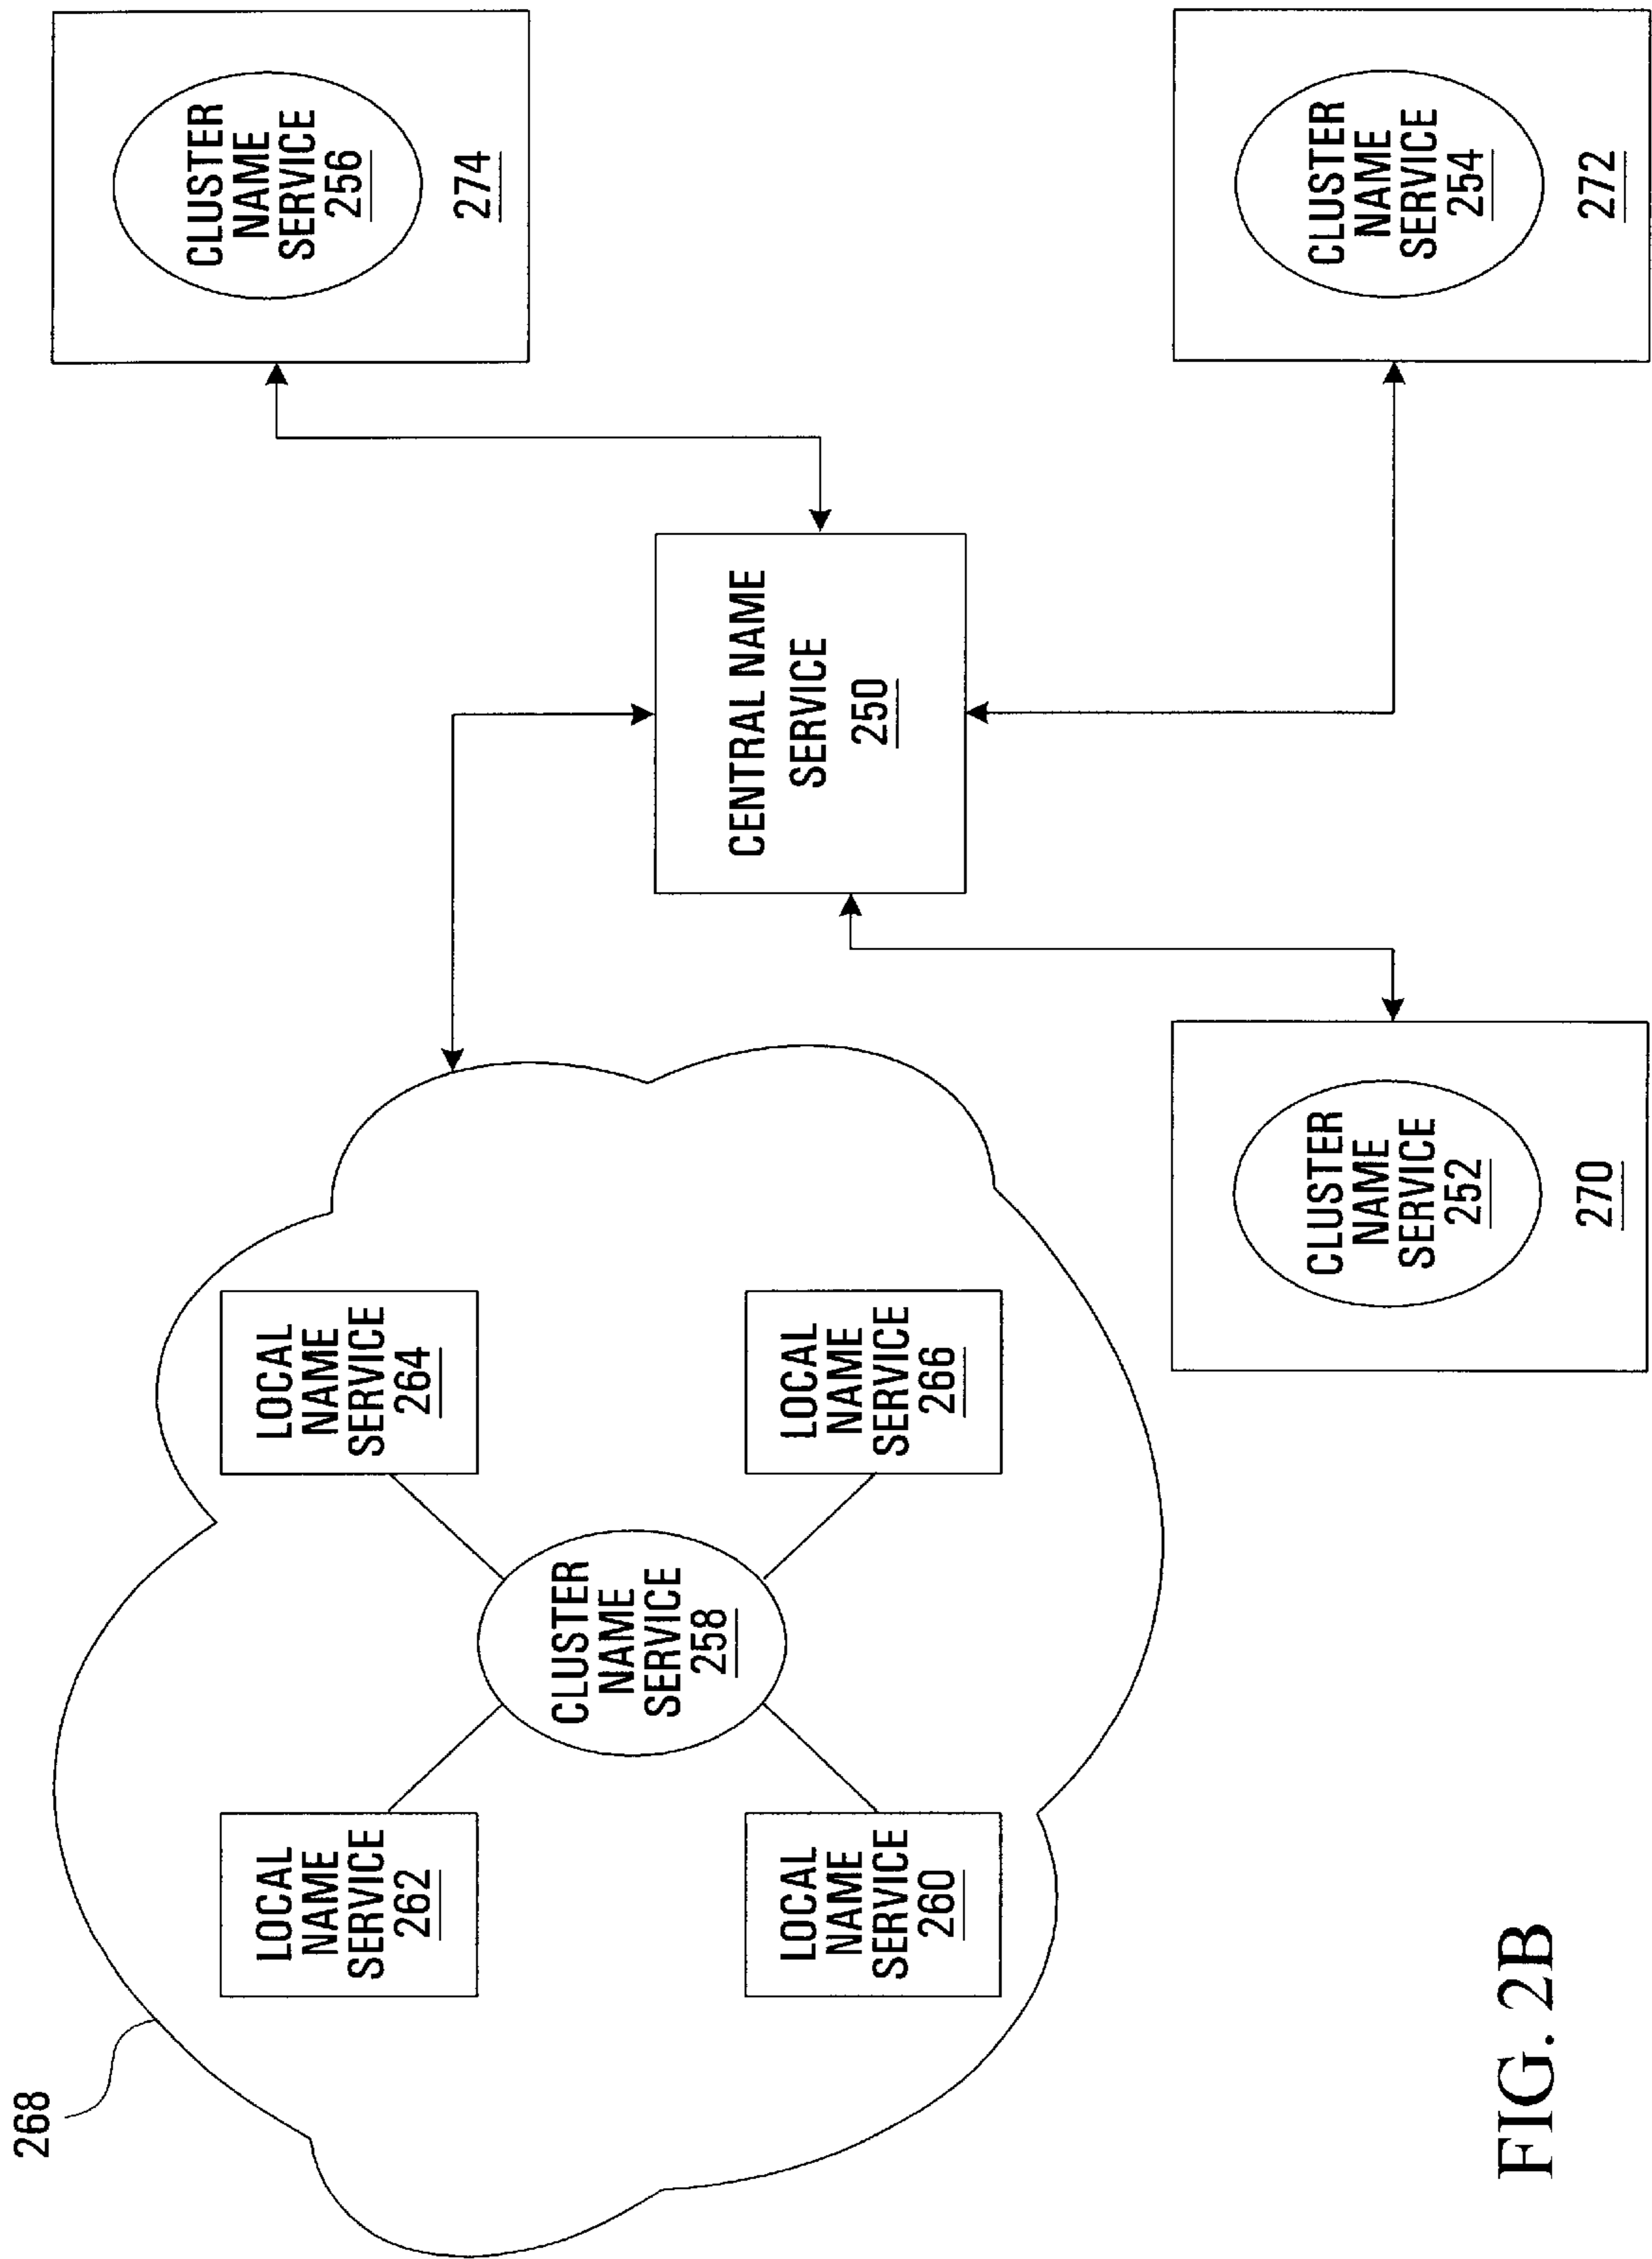 268
LOCAL
NAME
SERVICE
262
LOCAL
NAME
SERVICE
264
CLUSTER
NAME
SERVICE
258
LOCAL
NAME
SERVICE
260
LOCAL
NAME
SERVICE
266
CENTRAL NAME
SERVICE
250
CLUSTER
NAME
SERVICE
256
274
CLUSTER
NAME
SERVICE
252
270
CLUSTER
NAME
SERVICE
254
272
FIG. 2B